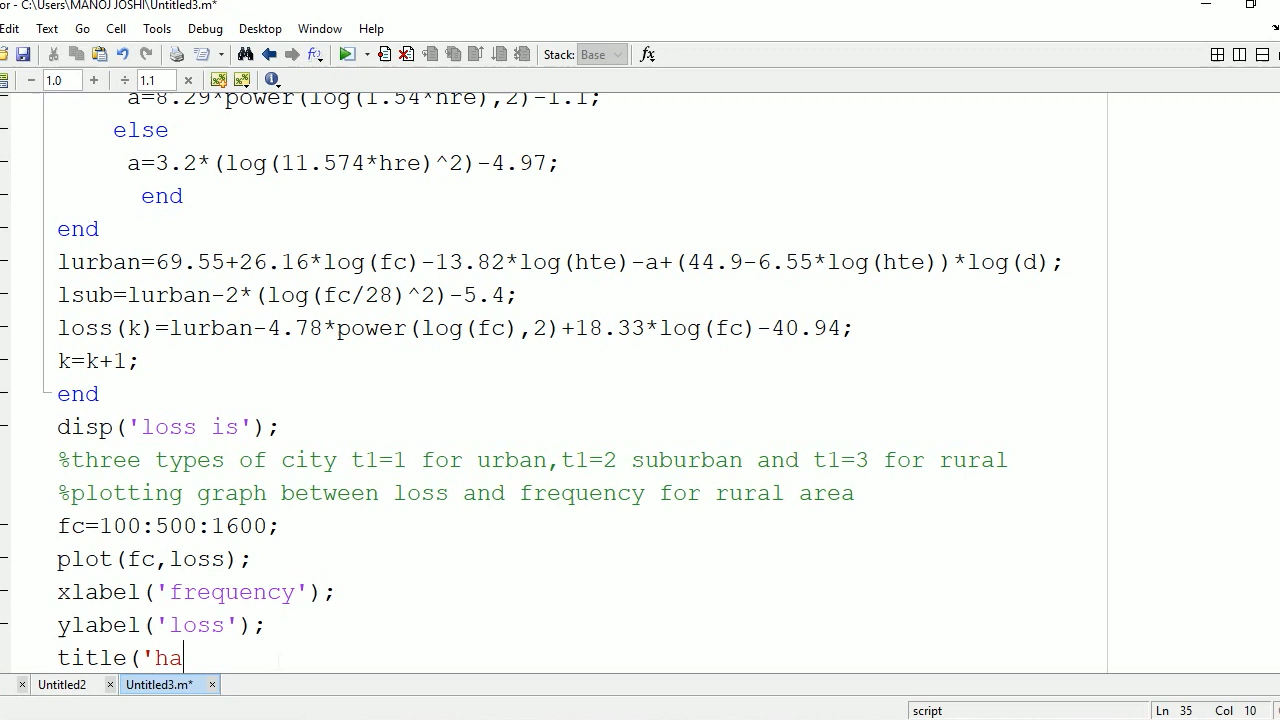 or - C:\Users\MANOJ JOSHI\Untitled3.m*
Edit Text Go Cell Tools Debug Desktop Window Help
Stack: Base fx
1.0 + ÷ 1.1 ×
a=8.29*power(log(1.54*hre),2)-1.1;
else
a=3.2*(log(11.574*hre)^2)-4.97;
end
end
lurban=69.55+26.16*log(fc)-13.82*log(hte)-a+(44.9-6.55*log(hte))*log(d);
lsub=lurban-2*(log(fc/28)^2)-5.4;
loss(k)=lurban-4.78*power(log(fc),2)+18.33*log(fc)-40.94;
k=k+1;
end
disp('loss is');
%three types of city t1=1 for urban,t1=2 suburban and t1=3 for rural
%plotting graph between loss and frequency for rural area
fc=100:500:1600;
plot(fc,loss);
xlabel('frequency');
ylabel('loss');
title('ha
Untitled2 Untitled3.m*
script Ln 35 Col 10